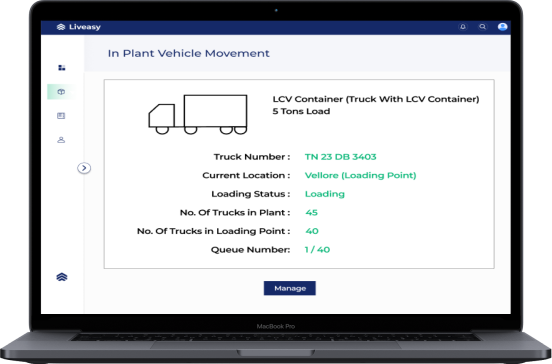 Liveasy
In Plant Vehicle Movement
LCV Container (Truck With LCV Container)
5 Tons Load
Truck Number : TN 23 DB 3403
Current Location : Vellore (Loading Point)
Loading Status : Loading
No. Of Trucks in Plant : 45
No. Of Trucks in Loading Point : 40
Queue Number: 1 / 40
Manage
MacBook Pro